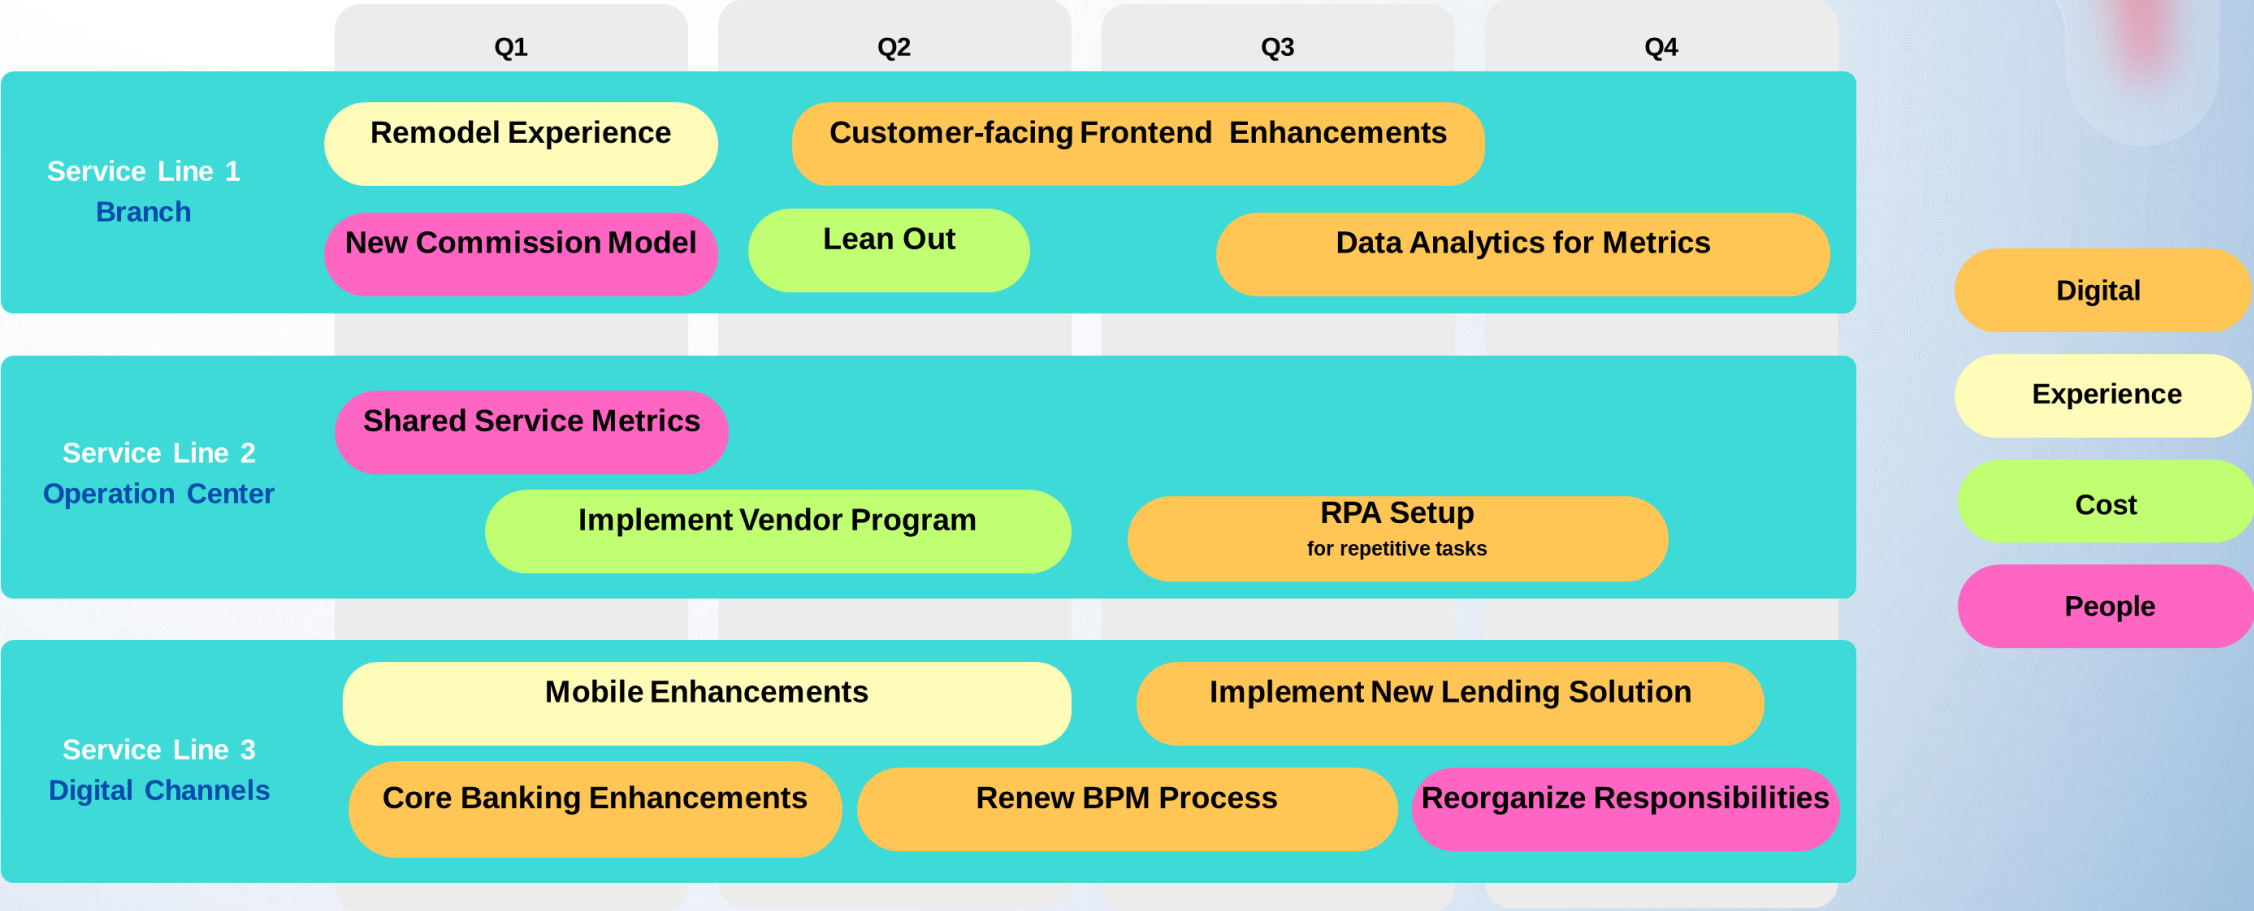 Q1 Q2 Q3 Q4
Service Line 1
Branch
Remodel Experience
Customer-facing Frontend Enhancements
New Commission Model
Lean Out
Data Analytics for Metrics
Service Line 2
Operation Center
Shared Service Metrics
Implement Vendor Program
RPA Setup
for repetitive tasks
Service Line 3
Digital Channels
Mobile Enhancements
Implement New Lending Solution
Core Banking Enhancements
Renew BPM Process
Reorganize Responsibilities
Digital
Experience
Cost
People